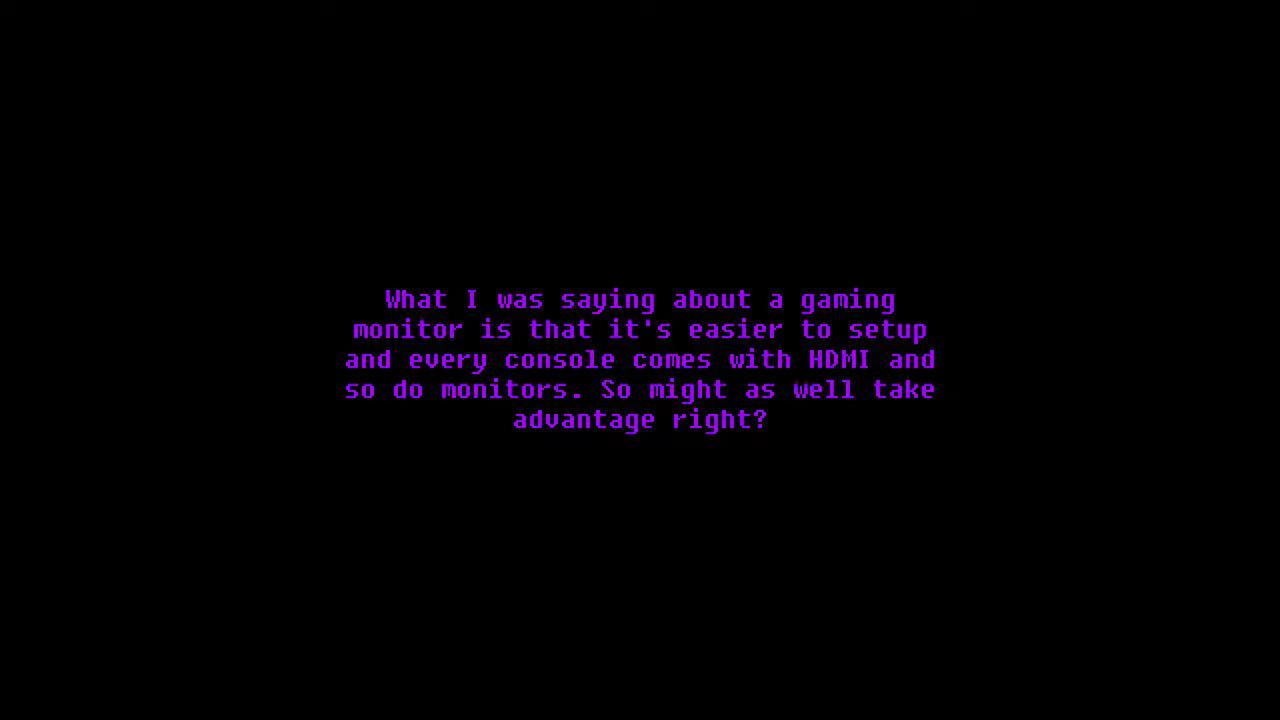 What I was saying about a gaming
monitor is that it's easier to setup
and every console comes with HDMI and
so do monitors. So might as well take
advantage right?